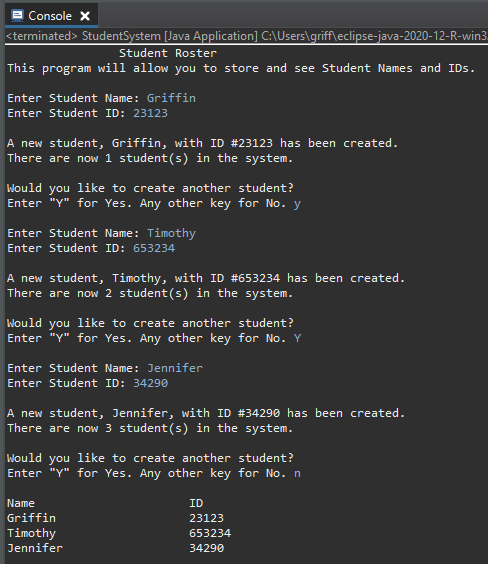 Console
<terminated> StudentSystem [Java Application] C:\Users\griff\eclipse-java-2020-12-R-win3
Student Roster
This program will allow you to store and see Student Names and IDs.
Enter Student Name: Griffin
Enter Student ID: 23123
A new student, Griffin, with ID #23123 has been created.
There are now 1 student(s) in the system.
Would you like to create another student?
Enter "Y" for Yes. Any other key for No. y
Enter Student Name: Timothy
Enter Student ID: 653234
A new student, Timothy, with ID #653234 has been created.
There are now 2 student(s) in the system.
Would you like to create another student?
Enter "Y" for Yes. Any other key for No. Y
Enter Student Name: Jennifer
Enter Student ID: 34290
A new student, Jennifer, with ID #34290 has been created.
There are now 3 student(s) in the system.
Would you like to create another student?
Enter "Y" for Yes. Any other key for No. n
Name ID
Griffin 23123
Timothy 653234
Jennifer 34290